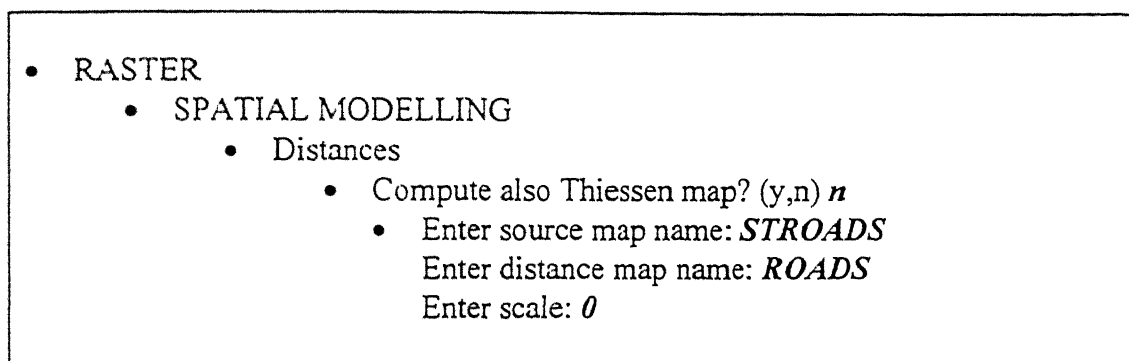 • RASTER
• SPATIAL MODELLING
• Distances
• Compute also Thiessen map? (y,n) n
• Enter source map name: STROADS
Enter distance map name: ROADS
Enter scale: 0